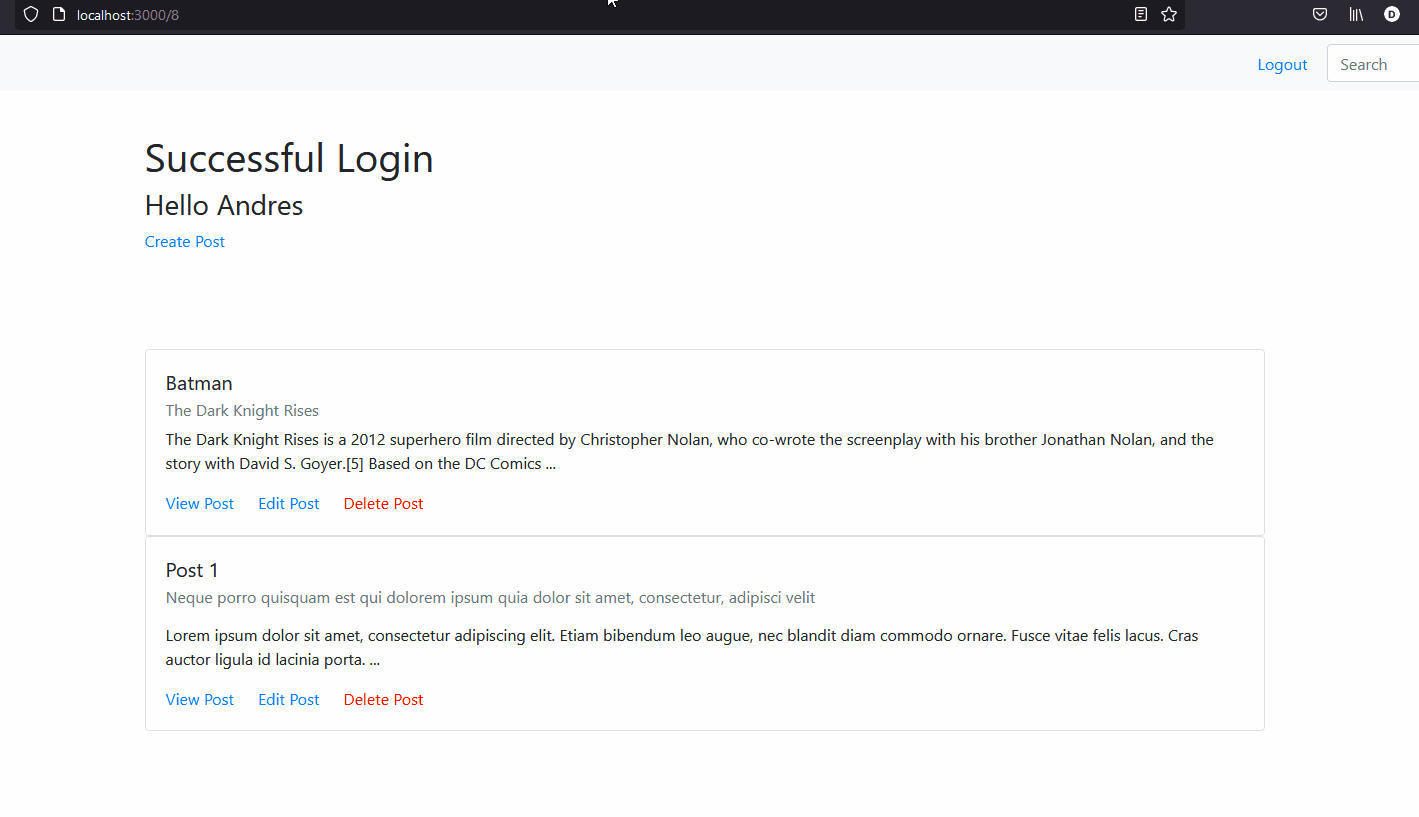 localhost:3000/8
D
Logout
Search
Successful Login
Hello Andres
Create Post
Batman
The Dark Knight Rises
The Dark Knight Rises is a 2012 superhero film directed by Christopher Nolan, who co-wrote the screenplay with his brother Jonathan Nolan, and the
story with David S. Goyer.[5] Based on the DC Comics ...
View Post Edit Post Delete Post
Post 1
Neque porro quisquam est qui dolorem ipsum quia dolor sit amet, consectetur, adipisci velit
Lorem ipsum dolor sit amet, consectetur adipiscing elit. Etiam bibendum leo augue, nec blandit diam commodo ornare. Fusce vitae felis lacus. Cras
auctor ligula id lacinia porta. ...
View Post Edit Post Delete Post